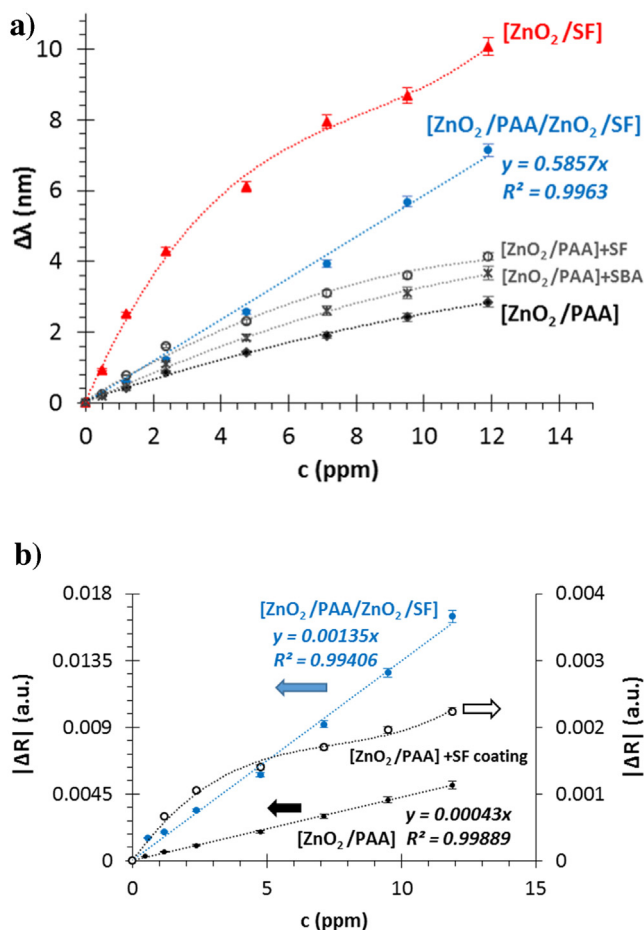 a)
[ZnO₂/SF]
[ZnO₂/PAA/ZnO₂/SF]
y = 0.5857x
R² = 0.9963
[ZnO₂/PAA]+SF
[ZnO₂/PAA]+SBA
[ZnO₂/PAA]
Δλ (nm)
10
8
6
4
2
0
0 2 4 6 8 10 12 14
c (ppm)
b)
0.018
0.0135
0.009
0.0045
0
|ΔR| (a.u.)
[ZnO₂/PAA/ZnO₂/SF]
y = 0.00135x
R² = 0.99406
[ZnO₂/PAA] +SF coating
y = 0.00043x
[ZnO₂/PAA] R² = 0.99889
0.004
0.003
0.002
0.001
0
|ΔR| (a.u.)
0 5 10 15
c (ppm)